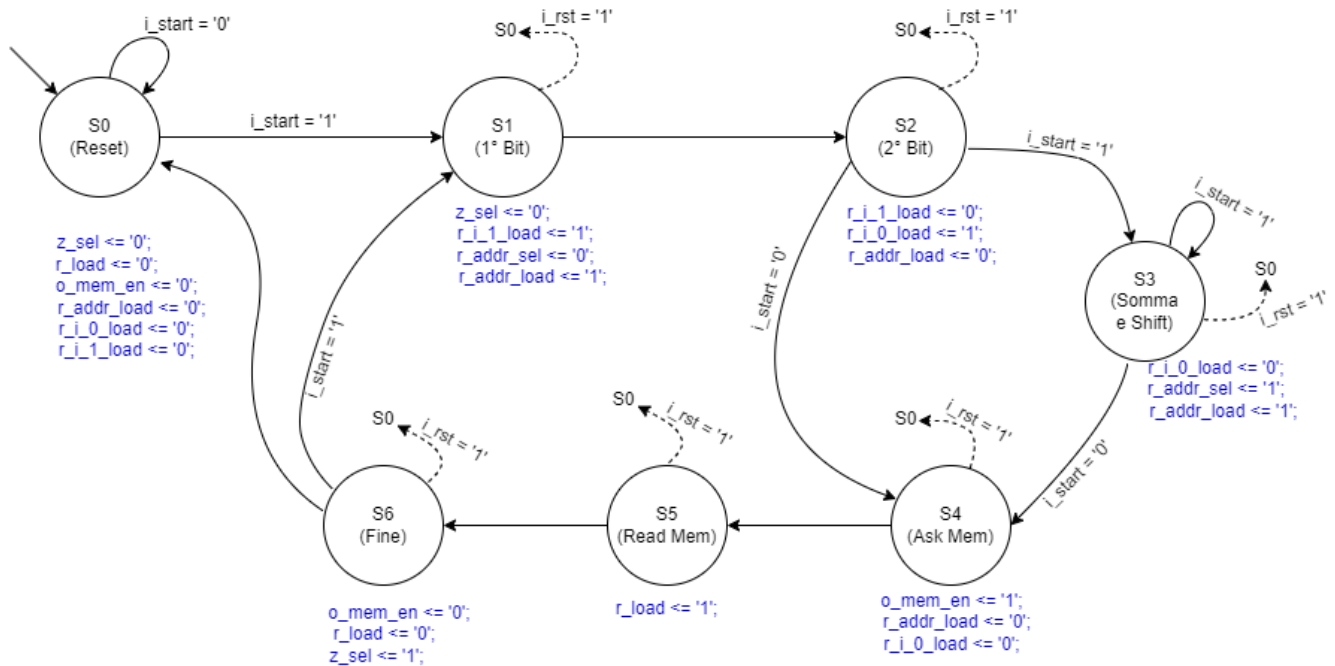 i_start = '0'
S0
(Reset)
z_sel <= '0';
r_load <= '0';
o_mem_en <= '0';
r_addr_load <= '0';
r_i_0_load <= '0';
r_i_1_load <= '0';
i_start = '1'
S0
i_rst = '1'
S1
(1° Bit)
z_sel <= '0';
r_i_1_load <= '1';
r_addr_sel <= '0';
r_addr_load <= '1';
S0
i_rst = '1'
S2
(2° Bit)
r_i_1_load <= '0';
r_i_0_load <= '1';
r_addr_load <= '0';
i_start = '1'
i_start = '0'
i_start = '1'
S3
(Somma
e Shift)
S0
i_rst = '1'
r_i_0_load <= '0';
r_addr_sel <= '1';
r_addr_load <= '1';
i_start = '0'
S0
i_rst = '1'
S4
(Ask Mem)
o_mem_en <= '1';
r_addr_load <= '0';
r_i_0_load <= '0';
S0
i_rst = '1'
S5
(Read Mem)
r_load <= '1';
S0
i_rst = '1'
S6
(Fine)
o_mem_en <= '0';
r_load <= '0';
z_sel <= '1';
i_start = '1'